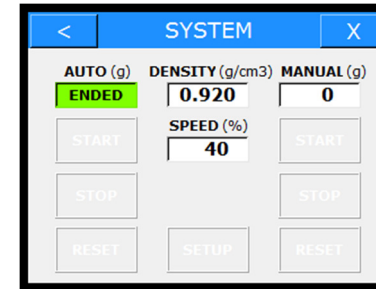 < SYSTEM X
AUTO (g) DENSITY (g/cm3) MANUAL (g)
ENDED 0.920 0
SPEED (%)
START 40 START
STOP STOP
RESET SETUP RESET